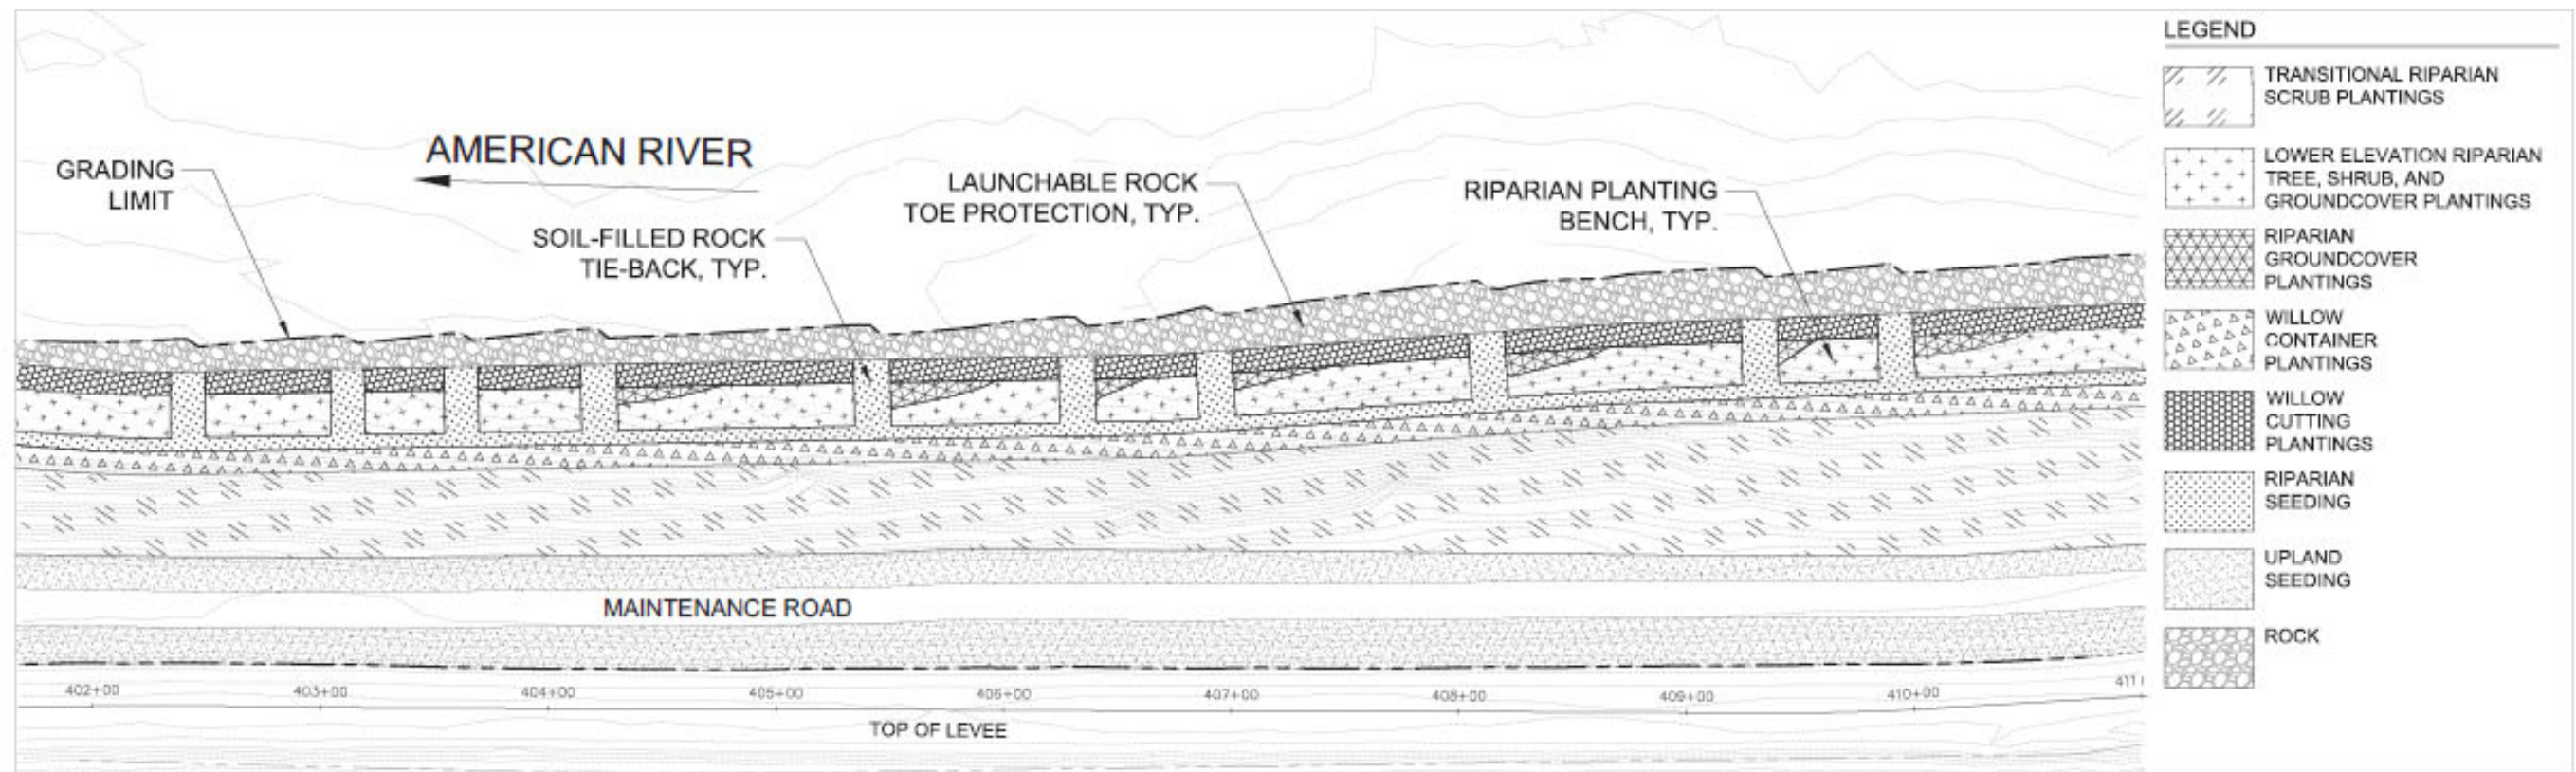 GRADING
LIMIT
AMERICAN RIVER
SOIL-FILLED ROCK
TIE-BACK, TYP.
LAUNCHABLE ROCK
TOE PROTECTION, TYP.
RIPARIAN PLANTING
BENCH, TYP.
MAINTENANCE ROAD
402+00
403+00
404+00
405+00
406+00
407+00
408+00
409+00
410+00
411
TOP OF LEVEE
LEGEND
TRANSITIONAL RIPARIAN
SCRUB PLANTINGS
LOWER ELEVATION RIPARIAN
TREE, SHRUB, AND
GROUNDCOVER PLANTINGS
RIPARIAN
GROUNDCOVER
PLANTINGS
WILLOW
CONTAINER
PLANTINGS
WILLOW
CUTTING
PLANTINGS
RIPARIAN
SEEDING
UPLAND
SEEDING
ROCK